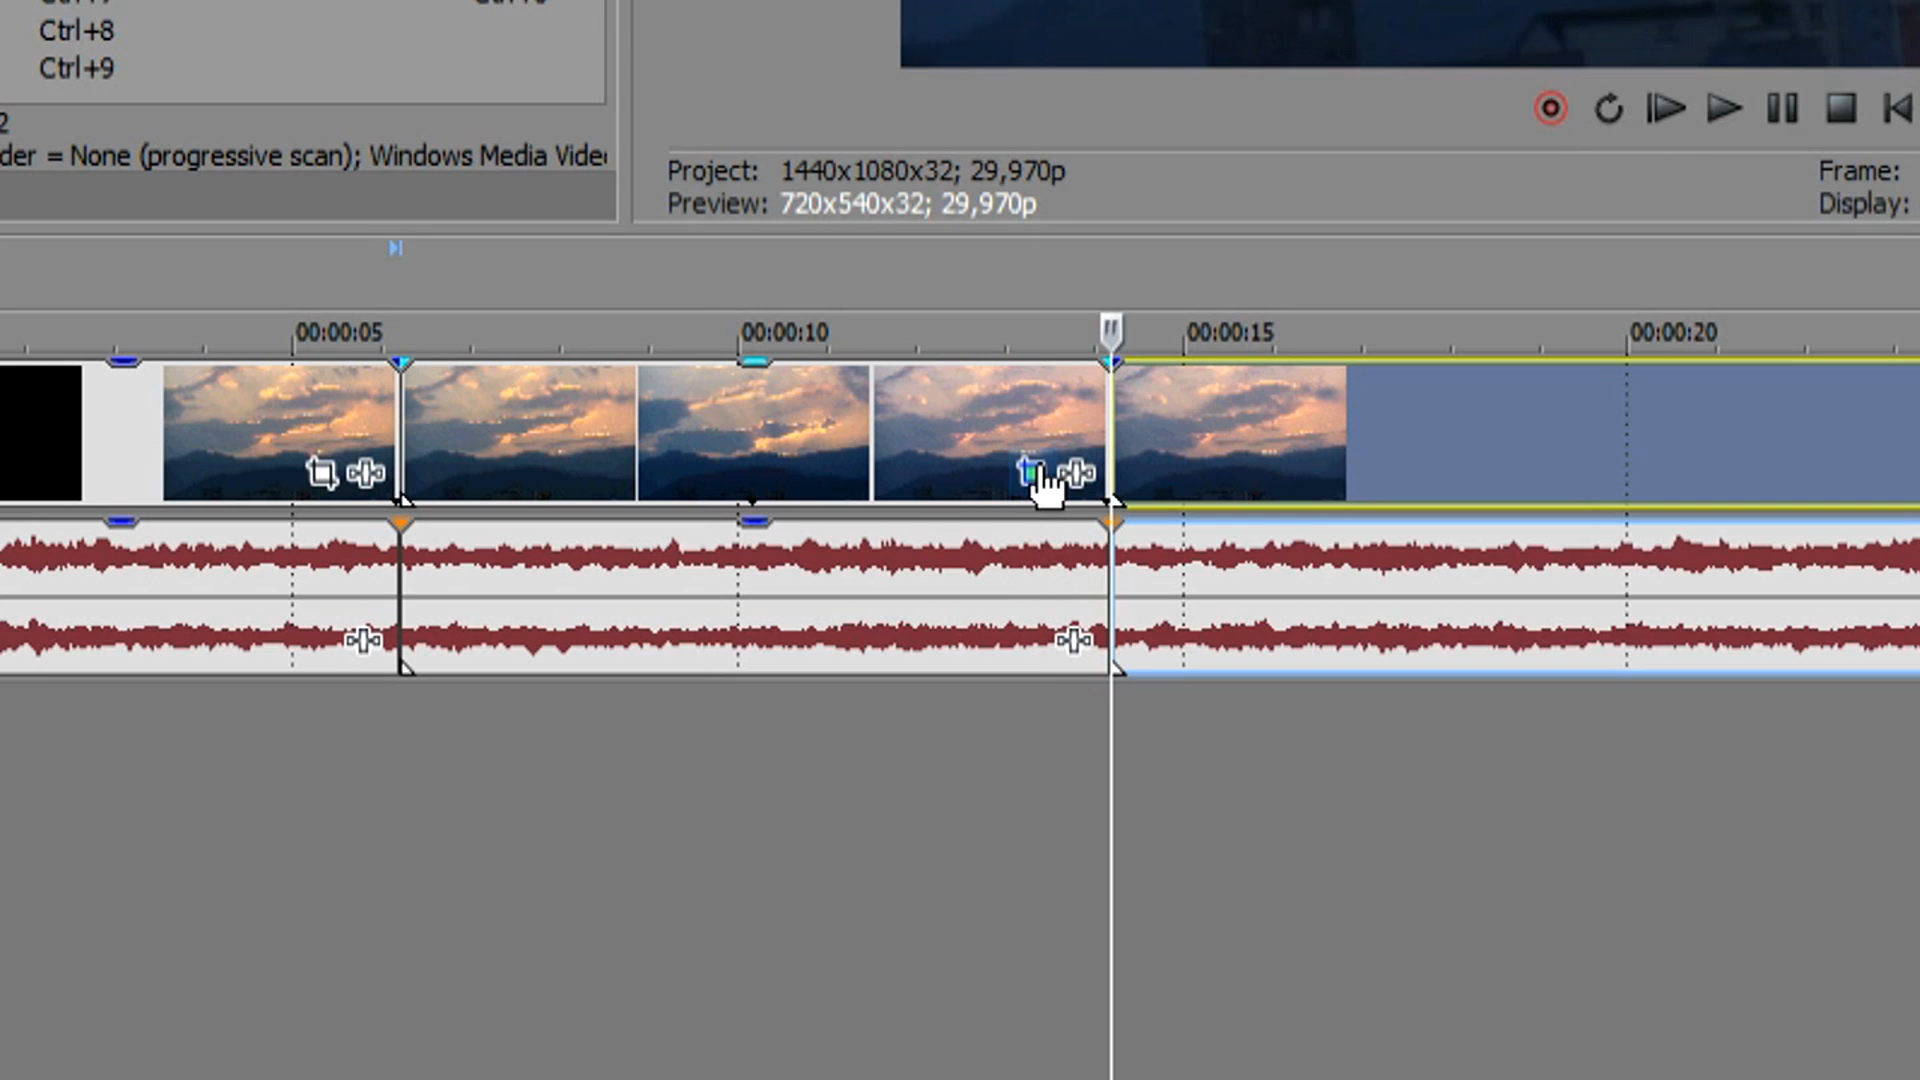 Ctrl+8
Ctrl+9
2
der = None (progressive scan); Windows Media
Project: 1440x1080x32; 29,970p
Preview: 720x540x32; 29,970p
Frame:
Display:
00:00:05
00:00:10
00:00:15
00:00:20